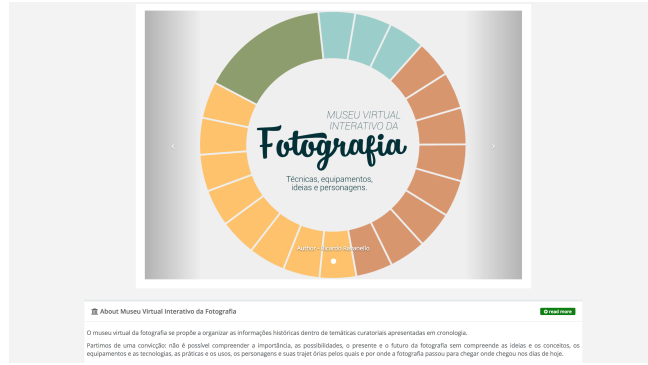 MUSEU VIRTUAL
INTERATIVO DA
Fotografia
Técnicas, equipamentos,
ideias e personagens.
Author - Ricardo Ravanello
About Museu Virtual Interativo da Fotografia
read more
O museu virtual da fotografia se propõe a organizar as informações históricas dentro de temáticas curatoriais apresentadas em cronologia.
Partimos de uma convicção: não é possível compreender a importância, as possibilidades, o presente e o futuro da fotografia sem compreende as ideias e os conceitos, os
equipamentos e as tecnologias, as práticas e os usos, os personagens e suas trajet órias pelos quais e por onde a fotografia passou para chegar onde chegou nos dias de hoje.